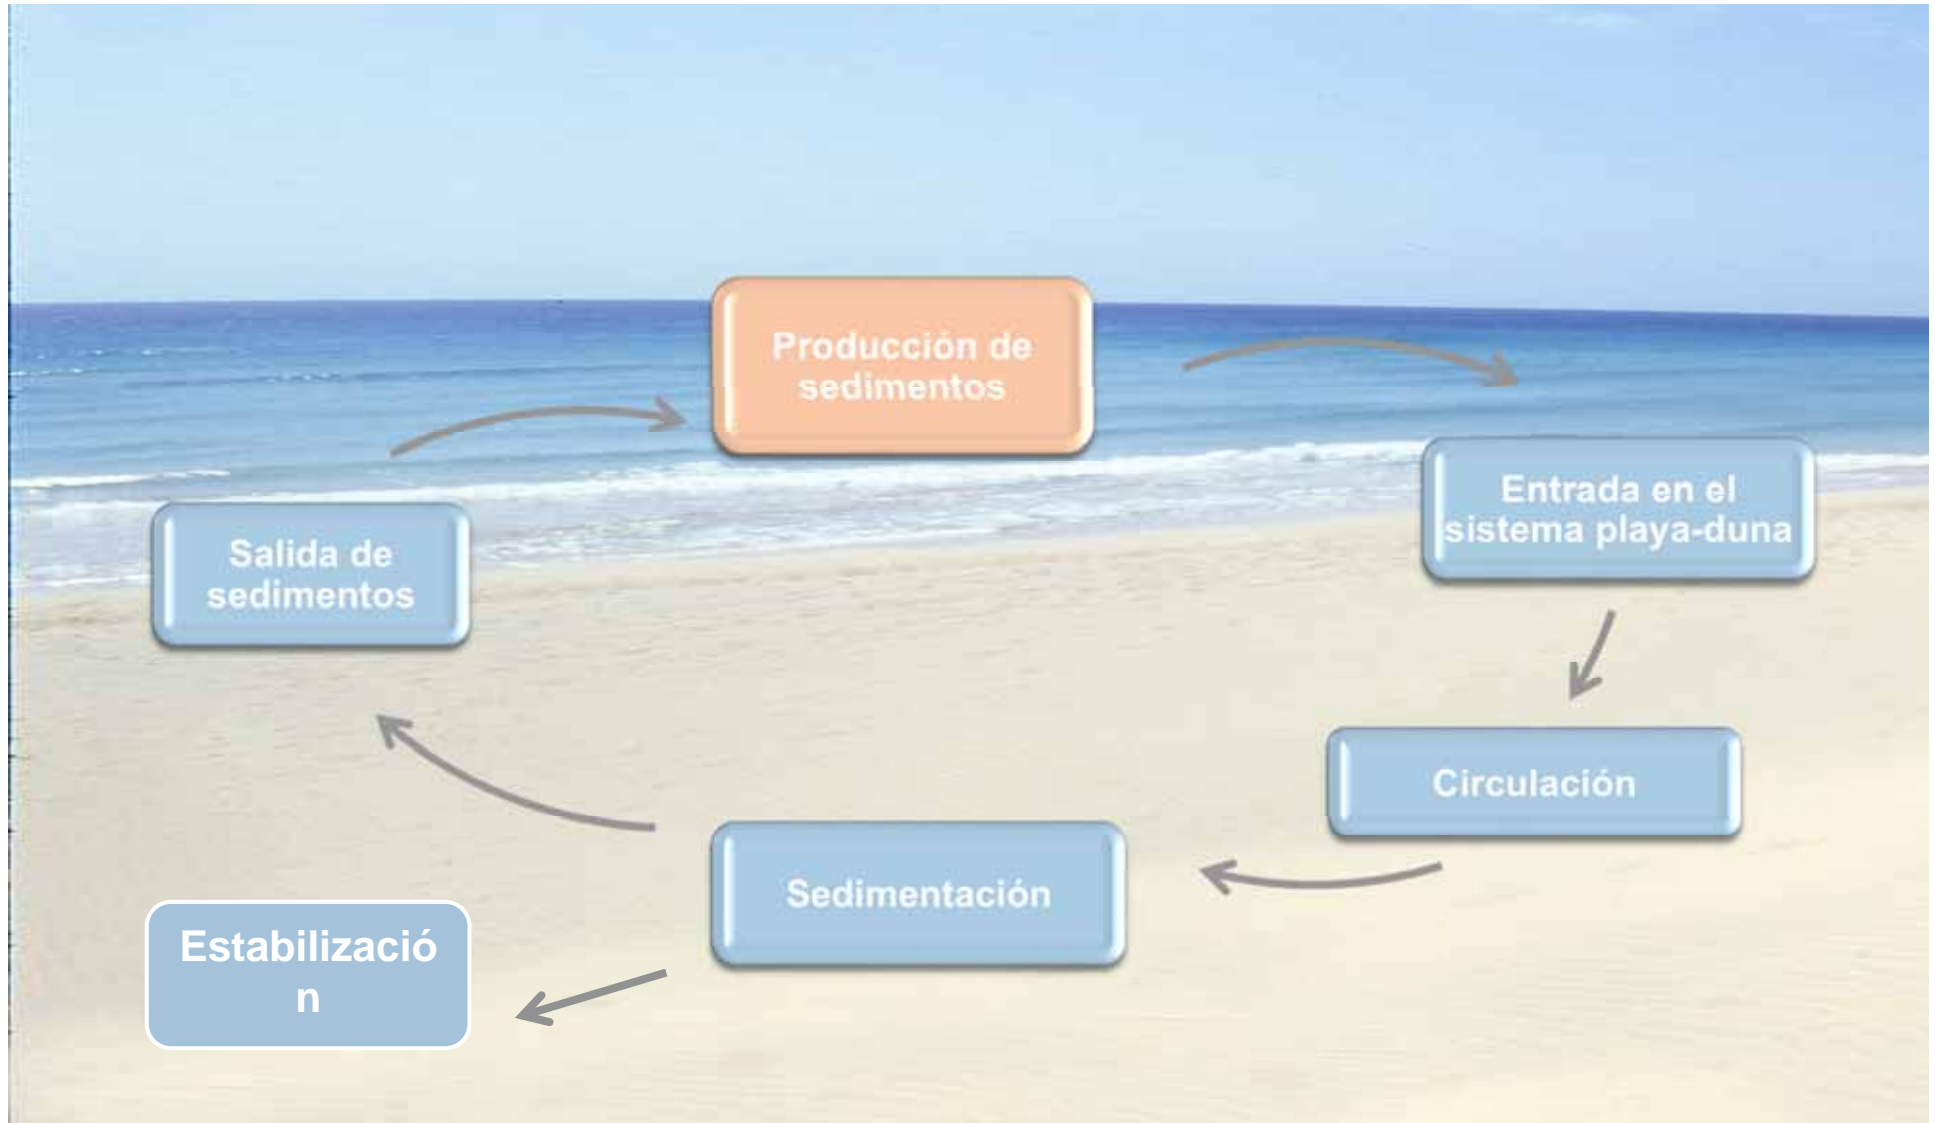 Producción de
sedimentos
Entrada en el
sistema playa-duna
Salida de
sedimentos
Circulación
Sedimentación
Estabilizació
n